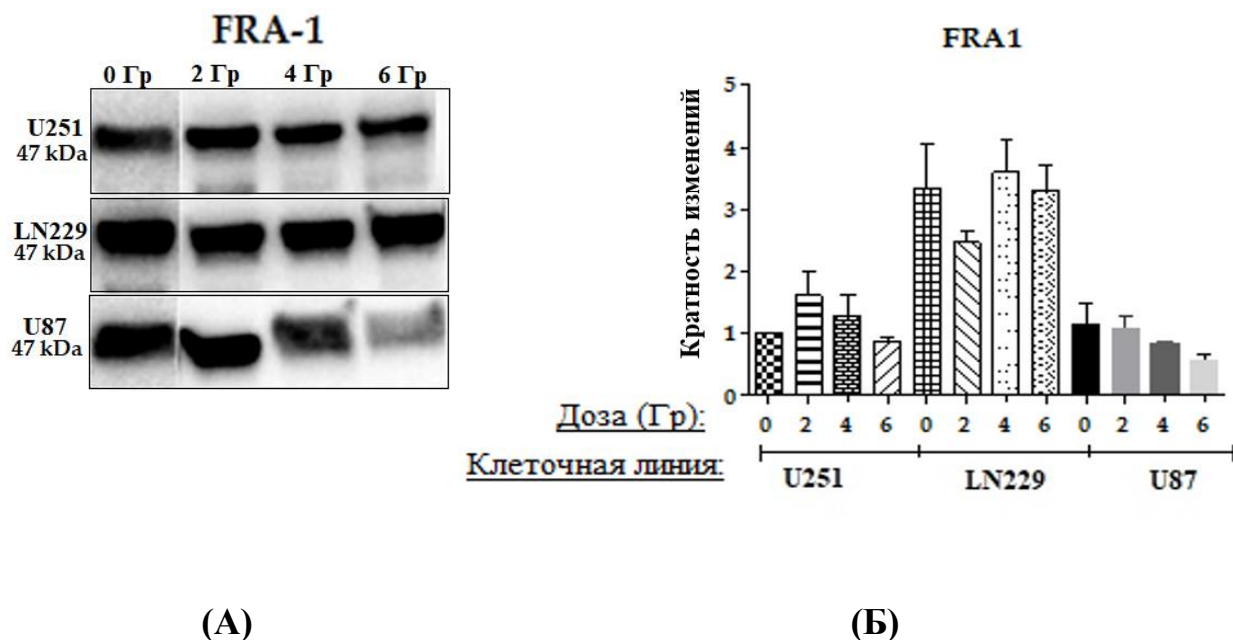 FRA-1
0 Гр 2 Гр 4 Гр 6 Гр
U251
47 kDa
LN229
47 kDa
U87
47 kDa
(А)
FRA1
Кратность изменений
5
4
3
2
1
0
Доза (Гр): 0 2 4 6 0 2 4 6 0 2 4 6
Клеточная линия: U251 LN229 U87
(Б)